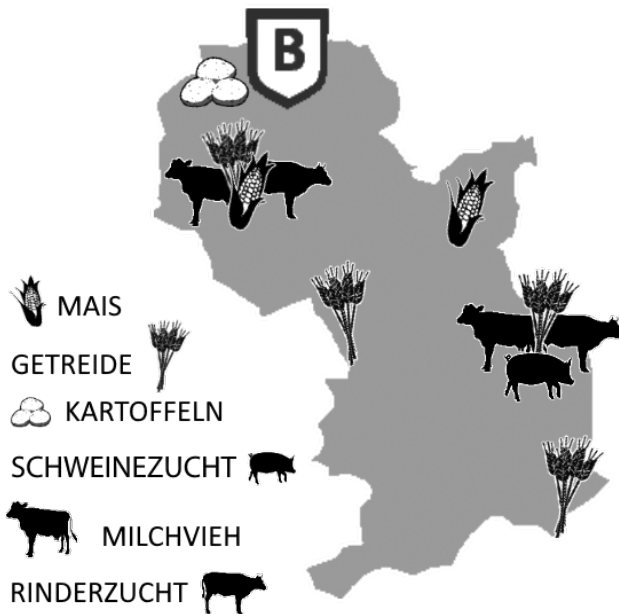 B
MAIS
GETREIDE
KARTOFFELN
SCHWEINEZUCHT
MILCHVIEH
RINDERZUCHT